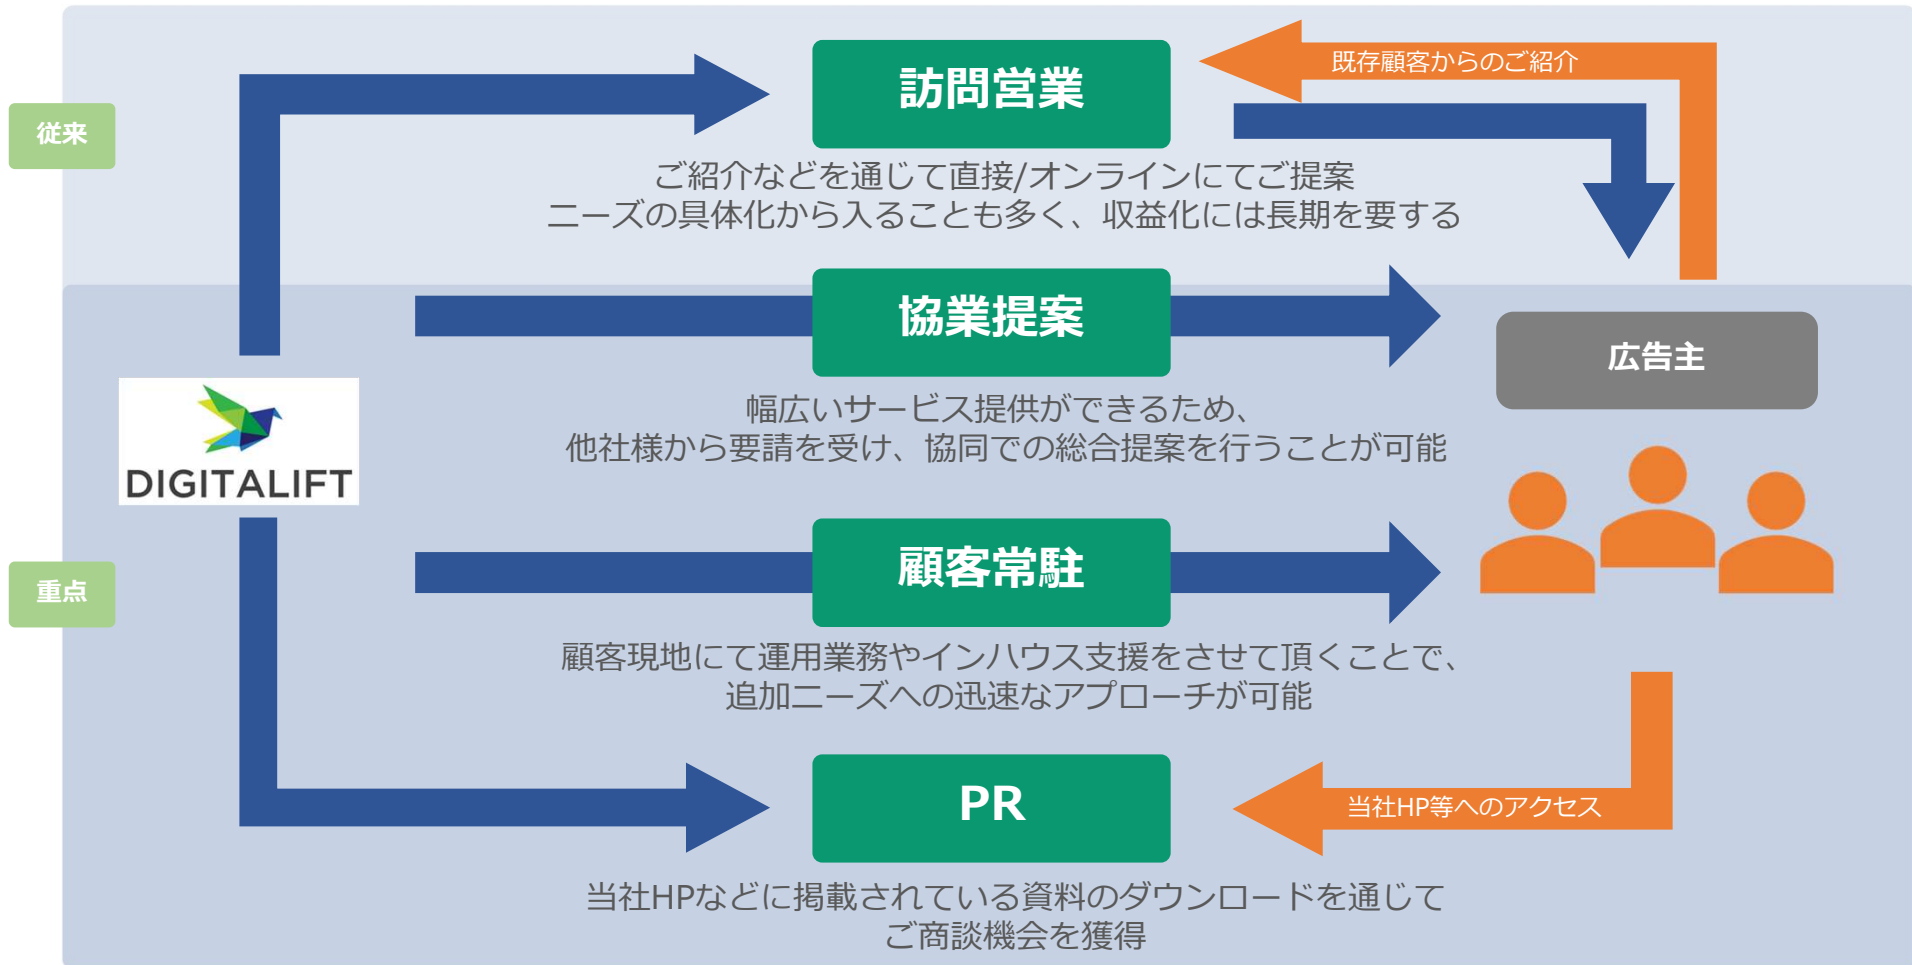 従来
訪問営業
既存顧客からのご紹介
ご紹介などを通じて直接/オンラインにてご提案
ニーズの具体化から入ることも多く、収益化には長期を要する
協業提案
広告主
幅広いサービス提供ができるため、
他社様から要請を受け、協同での総合提案を行うことが可能
DIGITALIFT
重点
顧客常駐
顧客現地にて運用業務やインハウス支援をさせて頂くことで、
追加ニーズへの迅速なアプローチが可能
PR
当社HP等へのアクセス
当社HPなどに掲載されている資料のダウンロードを通じて
ご商談機会を獲得